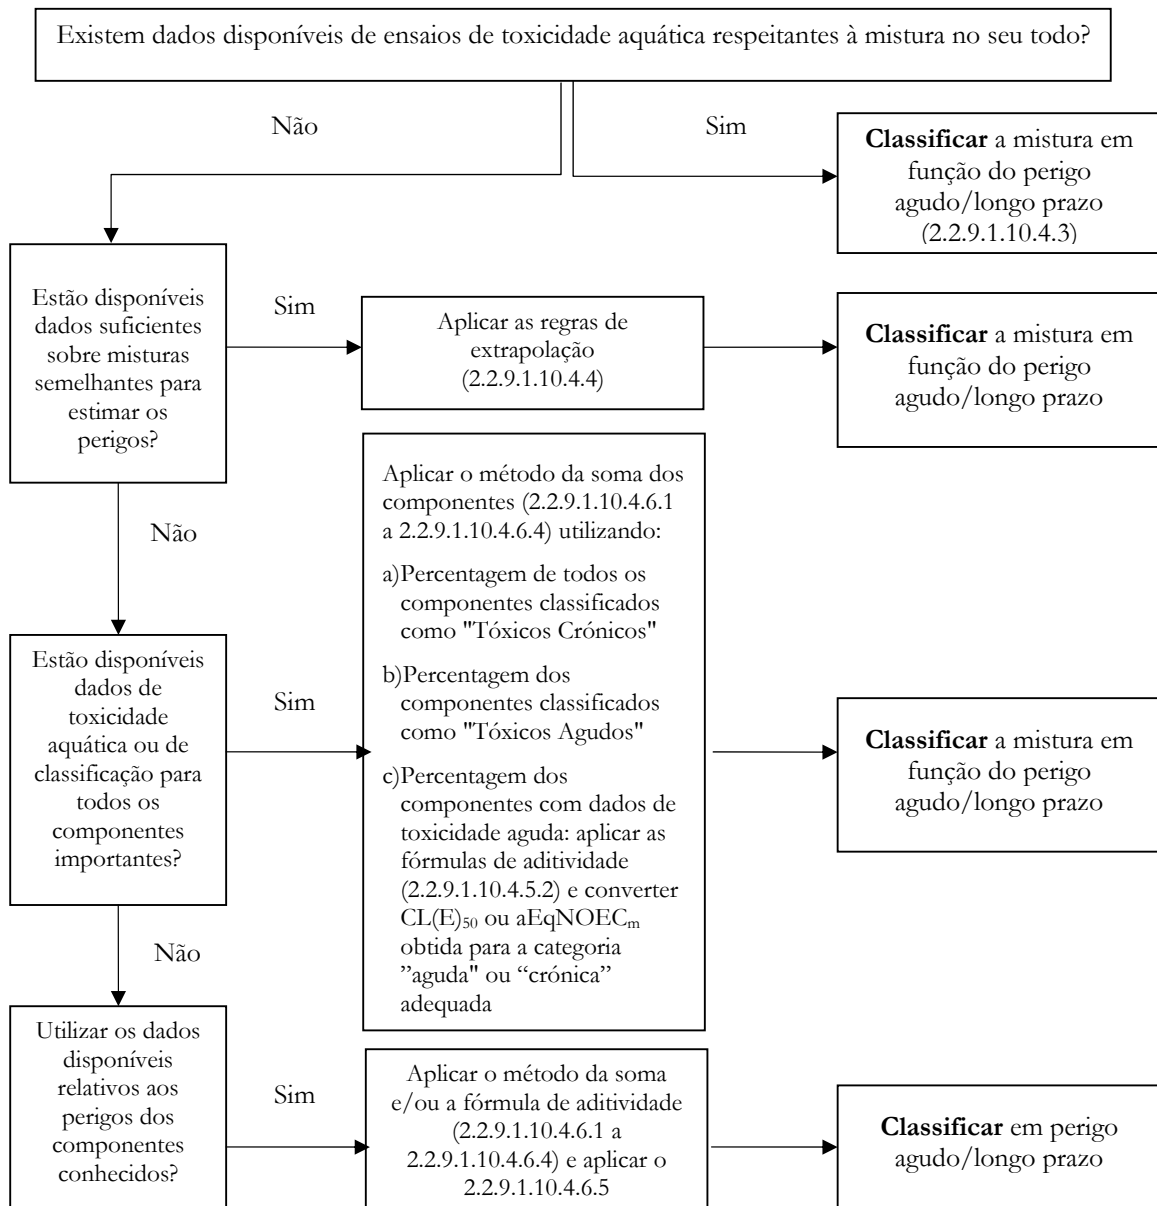 Existem dados disponíveis de ensaios de toxicidade aquática respeitantes à mistura no seu todo?
Não
Sim
Classificar a mistura em
função do perigo
agudo/longo prazo
(2.2.9.1.10.4.3)
Estão disponíveis
dados suficientes
sobre misturas
semelhantes para
estimar os
perigos?
Sim
Aplicar as regras de
extrapolação
(2.2.9.1.10.4.4)
Classificar a mistura em
função do perigo
agudo/longo prazo
Não
Estão disponíveis
dados de
toxicidade
aquática ou de
classificação para
todos os
componentes
importantes?
Sim
Aplicar o método da soma dos
componentes (2.2.9.1.10.4.6.1
a 2.2.9.1.10.4.6.4) utilizando:
a)Percentagem de todos os
componentes classificados
como "Tóxicos Crónicos"
b)Percentagem dos
componentes classificados
como "Tóxicos Agudos"
c)Percentagem dos
componentes com dados de
toxicidade aguda: aplicar as
fórmulas de aditividade
(2.2.9.1.10.4.5.2) e converter
CL(E)₅₀ ou aEqNOECₘ
obtida para a categoria
”aguda" ou “crónica”
adequada
Classificar a mistura em
função do perigo
agudo/longo prazo
Não
Utilizar os dados
disponíveis
relativos aos
perigos dos
componentes
conhecidos?
Sim
Aplicar o método da soma
e/ou a fórmula de aditividade
(2.2.9.1.10.4.6.1 a
2.2.9.1.10.4.6.4) e aplicar o
2.2.9.1.10.4.6.5
Classificar em perigo
agudo/longo prazo